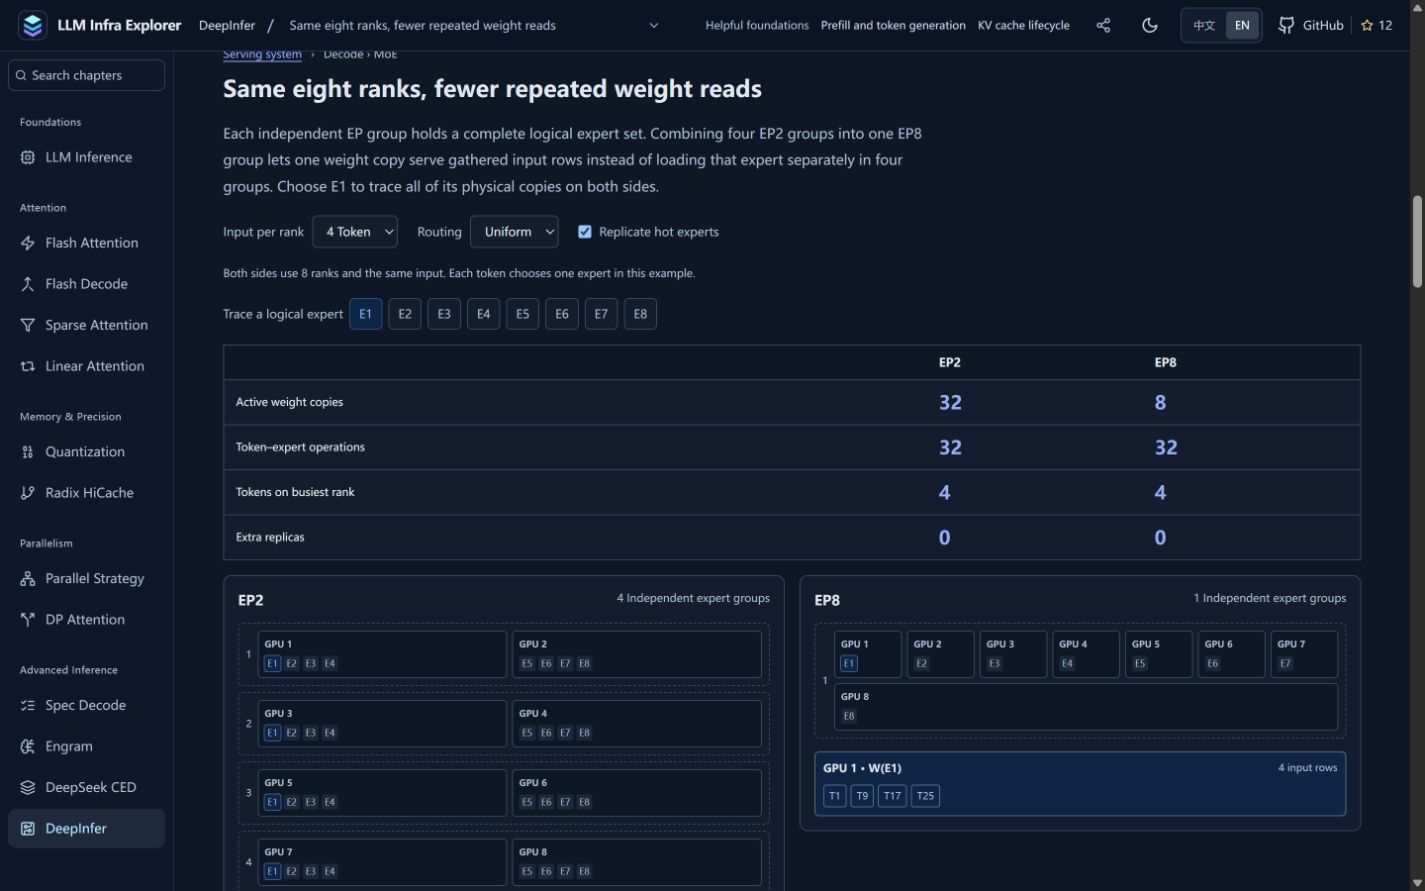 LLM Infra Explorer DeepInfer / Same eight ranks, fewer repeated weight reads Helpful foundations Prefill and token generation KV cache lifecycle 中文 EN GitHub 12
Search chapters
Foundations
LLM Inference
Attention
Flash Attention
Flash Decode
Sparse Attention
Linear Attention
Memory & Precision
Quantization
Radix HiCache
Parallelism
Parallel Strategy
DP Attention
Advanced Inference
Spec Decode
Engram
DeepSeek CED
DeepInfer
Serving system › Decode › MoE
Same eight ranks, fewer repeated weight reads
Each independent EP group holds a complete logical expert set. Combining four EP2 groups into one EP8
group lets one weight copy serve gathered input rows instead of loading that expert separately in four
groups. Choose E1 to trace all of its physical copies on both sides.
Input per rank 4 Token Routing Uniform Replicate hot experts
Both sides use 8 ranks and the same input. Each token chooses one expert in this example.
Trace a logical expert E1 E2 E3 E4 E5 E6 E7 E8
EP2 EP8
Active weight copies 32 8
Token–expert operations 32 32
Tokens on busiest rank 4 4
Extra replicas 0 0
EP2 4 Independent expert groups
1
GPU 1
E1 E2 E3 E4
GPU 2
E5 E6 E7 E8
2
GPU 3
E1 E2 E3 E4
GPU 4
E5 E6 E7 E8
3
GPU 5
E1 E2 E3 E4
GPU 6
E5 E6 E7 E8
4
GPU 7
E1 E2 E3 E4
GPU 8
E5 E6 E7 E8
EP8 1 Independent expert groups
1
GPU 1
E1
GPU 2
E2
GPU 3
E3
GPU 4
E4
GPU 5
E5
GPU 6
E6
GPU 7
E7
GPU 8
E8
GPU 1 • W(E1) 4 input rows
T1 T9 T17 T25